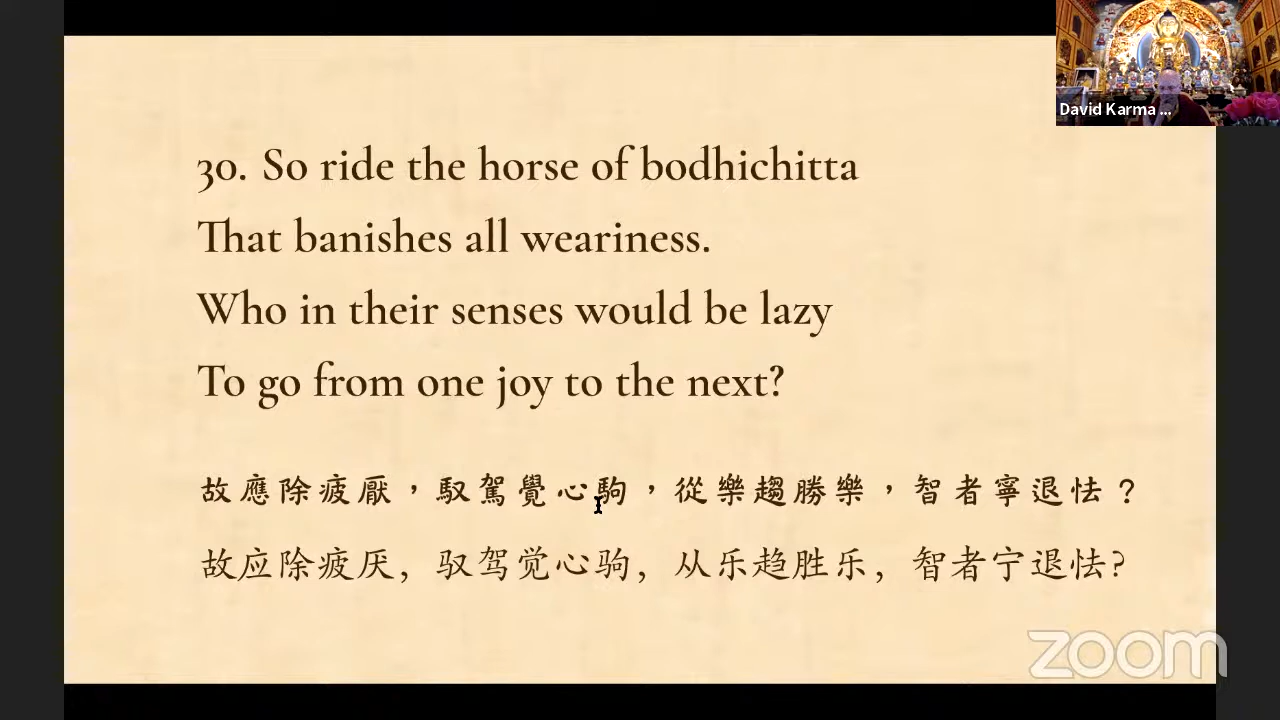 David Karma ...
30. So ride the horse of bodhichitta
That banishes all weariness.
Who in their senses would be lazy
To go from one joy to the next?
故應除疲厭，馭駕覺心駒，從樂趨勝樂，智者寧退怯？
故应除疲厌，驭驾觉心驹，从乐趋胜乐，智者宁退怯?
zoom